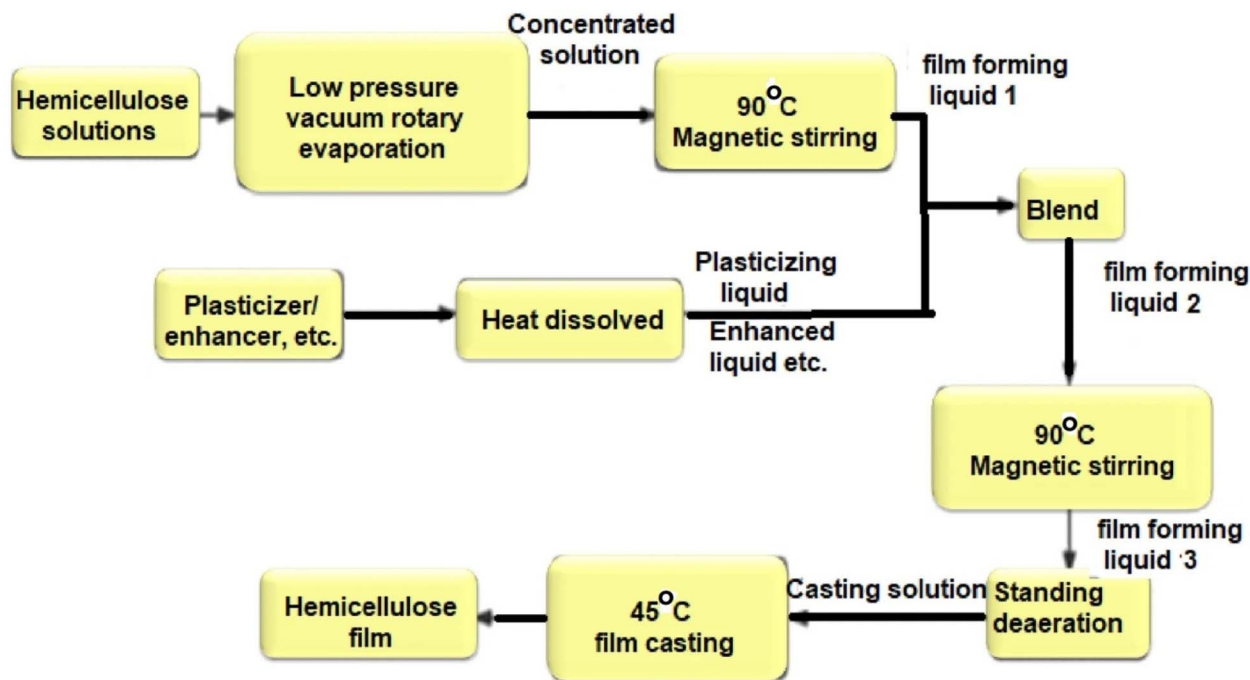 Hemicellulose
solutions
Low pressure
vacuum rotary
evaporation
Concentrated
solution
90°C
Magnetic stirring
film forming
liquid 1
Blend
Plasticizer/
enhancer, etc.
Heat dissolved
Plasticizing
liquid
Enhanced
liquid etc.
film forming
liquid 2
90°C
Magnetic stirring
film forming
liquid 3
Standing
deaeration
Casting solution
45°C
film casting
Hemicellulose
film